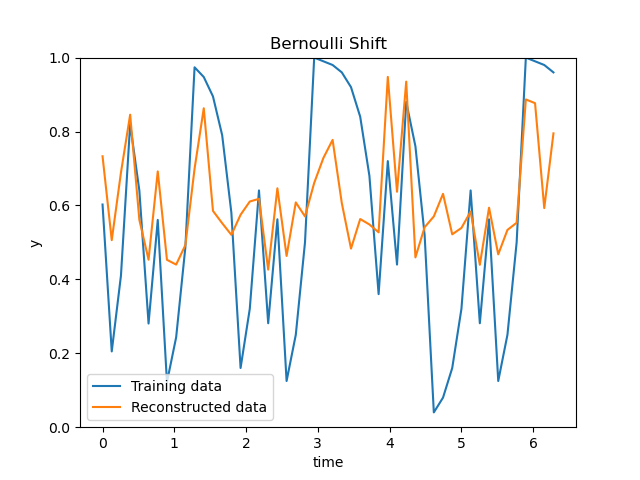 Bernoulli Shift
1.0
0.8
0.6
0.4
0.2
0.0
y
Training data
Reconstructed data
0 1 2 3 4 5 6
time